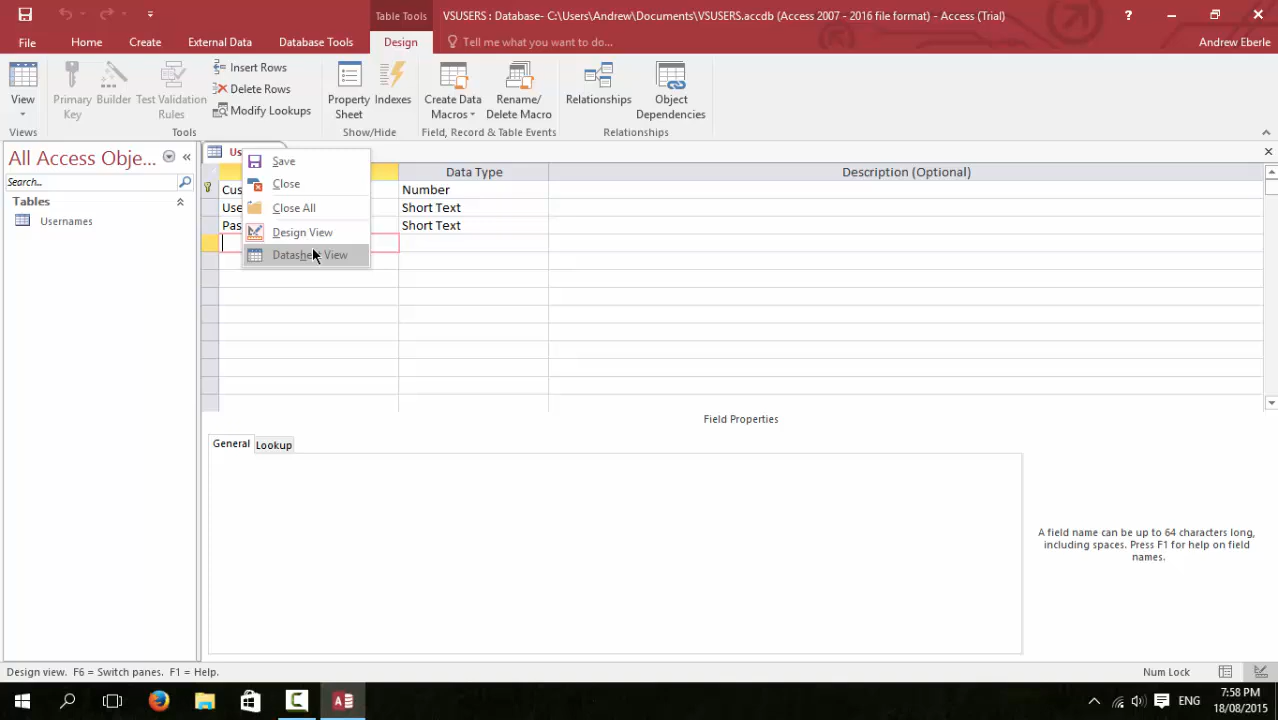 Table Tools
VSUSERS : Database- C:\Users\Andrew\Documents\VSUSERS.accdb (Access 2007 - 2016 file format) - Access (Trial)
?
File Home Create External Data Database Tools Design Tell me what you want to do... Andrew Eberle
View
Primary Key
Builder
Test Validation Rules
Insert Rows
Delete Rows
Modify Lookups
Property Sheet
Indexes
Create Data Macros
Rename/ Delete Macro
Relationships
Object Dependencies
Views Tools Show/Hide Field, Record & Table Events Relationships
All Access Obje...
Search...
Tables
Usernames
Us
Save
Close
Close All
Design View
Datasheet View
Data Type Description (Optional)
Cus Number
Use Short Text
Pas Short Text
Field Properties
General Lookup
A field name can be up to 64 characters long,
including spaces. Press F1 for help on field
names.
Design view. F6 = Switch panes. F1 = Help. Num Lock
ENG
7:58 PM
18/08/2015